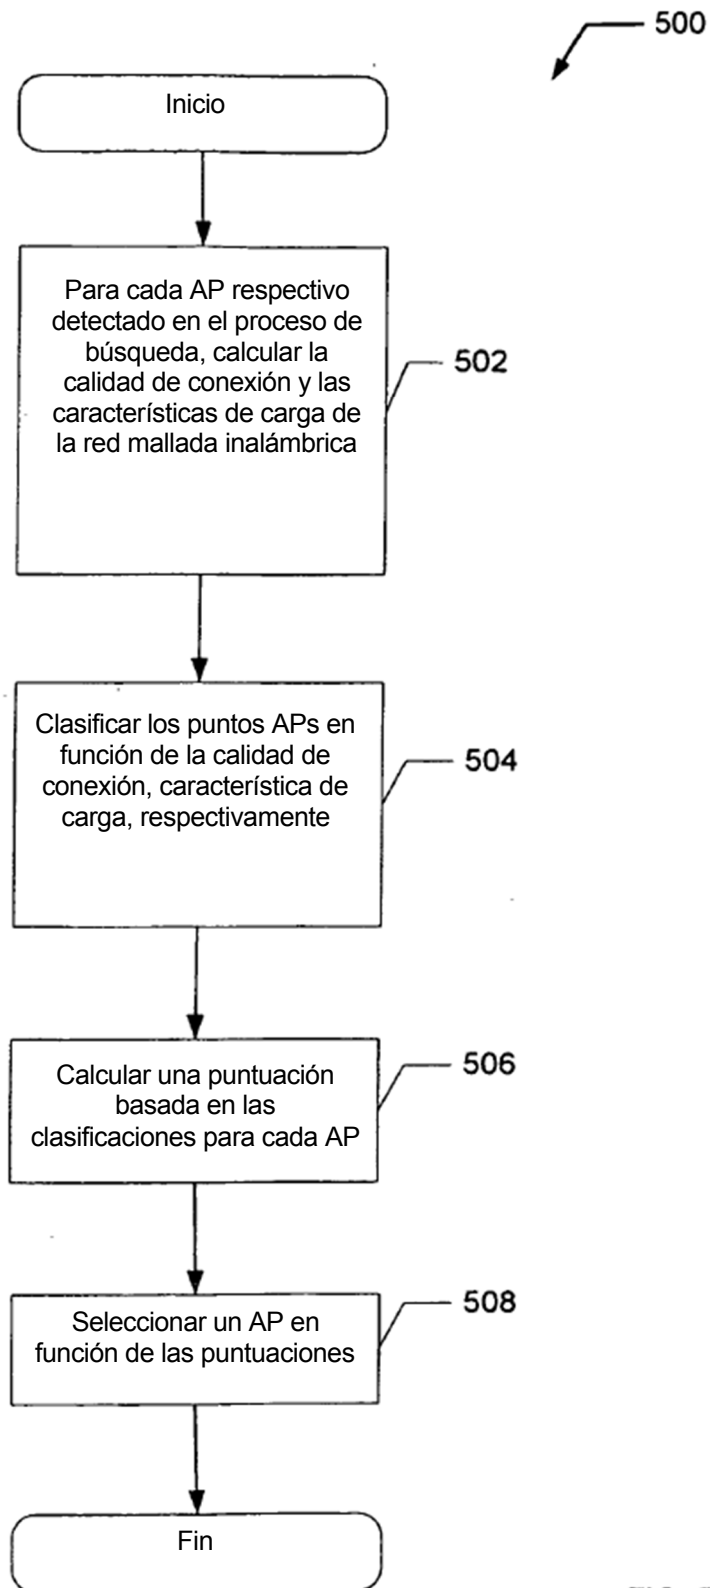 500
Inicio
Para cada AP respectivo
detectado en el proceso de
búsqueda, calcular la
calidad de conexión y las
características de carga de
la red mallada inalámbrica
502
Clasificar los puntos APs en
función de la calidad de
conexión, característica de
carga, respectivamente
504
Calcular una puntuación
basada en las
clasificaciones para cada AP
506
Seleccionar un AP en
función de las puntuaciones
508
Fin